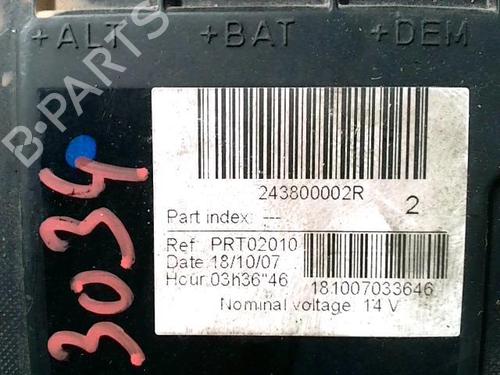 +ALT +BAT +DEM
B-PARTS
3034
243800002R
Part index: --- 2
Ref: PRT02010
Date: 18/10/07
Hour: 03h36"46 181007033646
Nominal voltage: 14 V